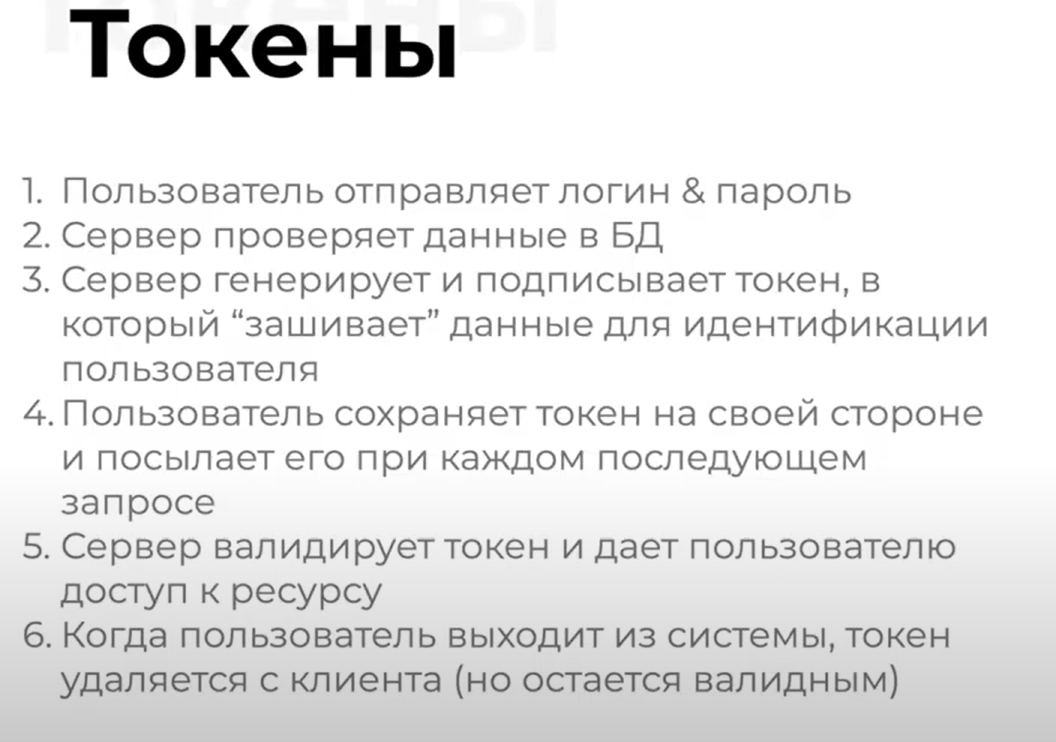 Токены
1. Пользователь отправляет логин & пароль
2. Сервер проверяет данные в БД
3. Сервер генерирует и подписывает токен, в
который “зашивает” данные для идентификации
пользователя
4. Пользователь сохраняет токен на своей стороне
и посылает его при каждом последующем
запросе
5. Сервер валидирует токен и дает пользователю
доступ к ресурсу
6. Когда пользователь выходит из системы, токен
удаляется с клиента (но остается валидным)